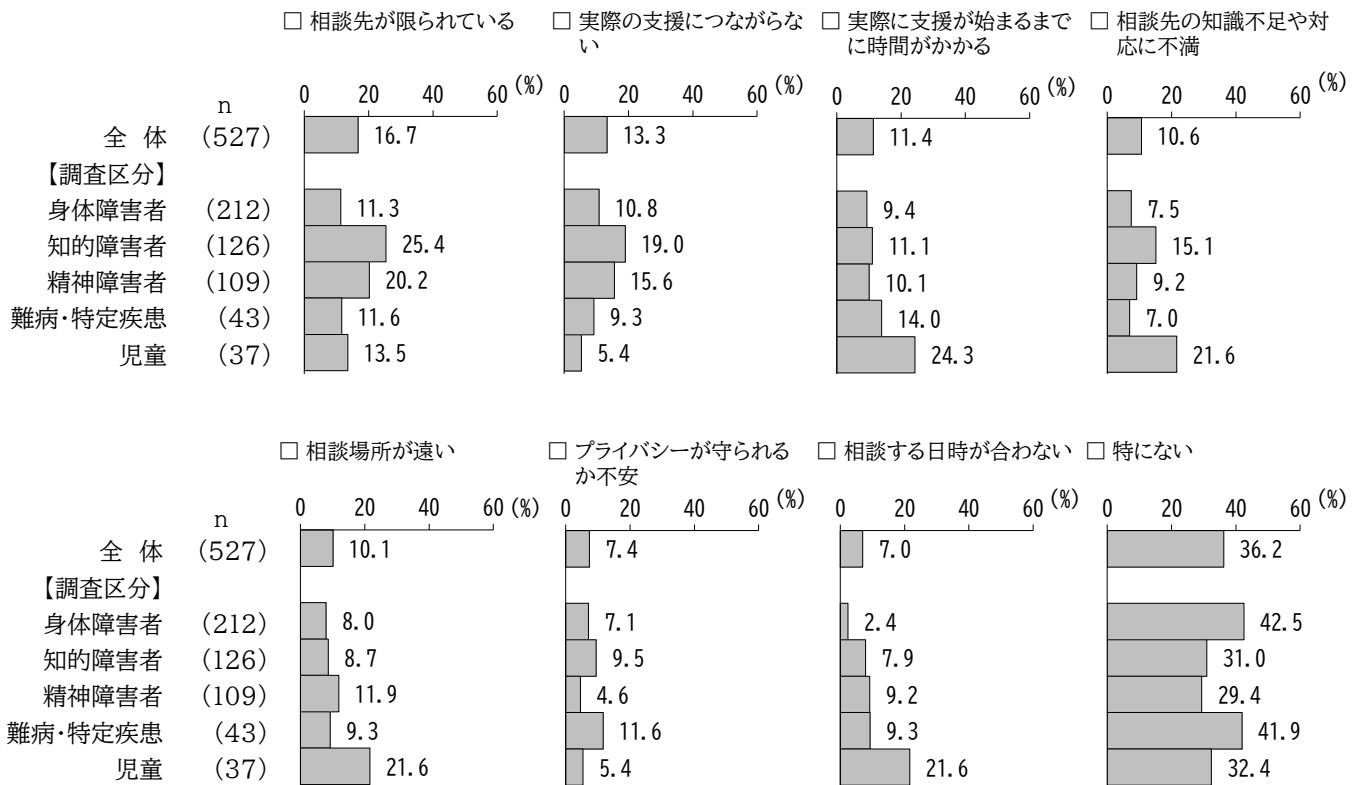 □ 相談先が限られている
□ 実際の支援につながらな
い
□ 実際に支援が始まるまで
に時間がかかる
□ 相談先の知識不足や対
応に不満
0 20 40 60 (%) 0 20 40 60 (%) 0 20 40 60 (%) 0 20 40 60 (%)
n
全 体 (527) 16.7 13.3 11.4 10.6
【調査区分】
身体障害者 (212) 11.3 10.8 9.4 7.5
知的障害者 (126) 25.4 19.0 11.1 15.1
精神障害者 (109) 20.2 15.6 10.1 9.2
難病・特定疾患 (43) 11.6 9.3 14.0 7.0
児童 (37) 13.5 5.4 24.3 21.6
□ 相談場所が遠い
□ プライバシーが守られる
か不安
□ 相談する日時が合わない
□ 特にない
0 20 40 60 (%) 0 20 40 60 (%) 0 20 40 60 (%) 0 20 40 60 (%)
n
全 体 (527) 10.1 7.4 7.0 36.2
【調査区分】
身体障害者 (212) 8.0 7.1 2.4 42.5
知的障害者 (126) 8.7 9.5 7.9 31.0
精神障害者 (109) 11.9 4.6 9.2 29.4
難病・特定疾患 (43) 9.3 11.6 9.3 41.9
児童 (37) 21.6 5.4 21.6 32.4